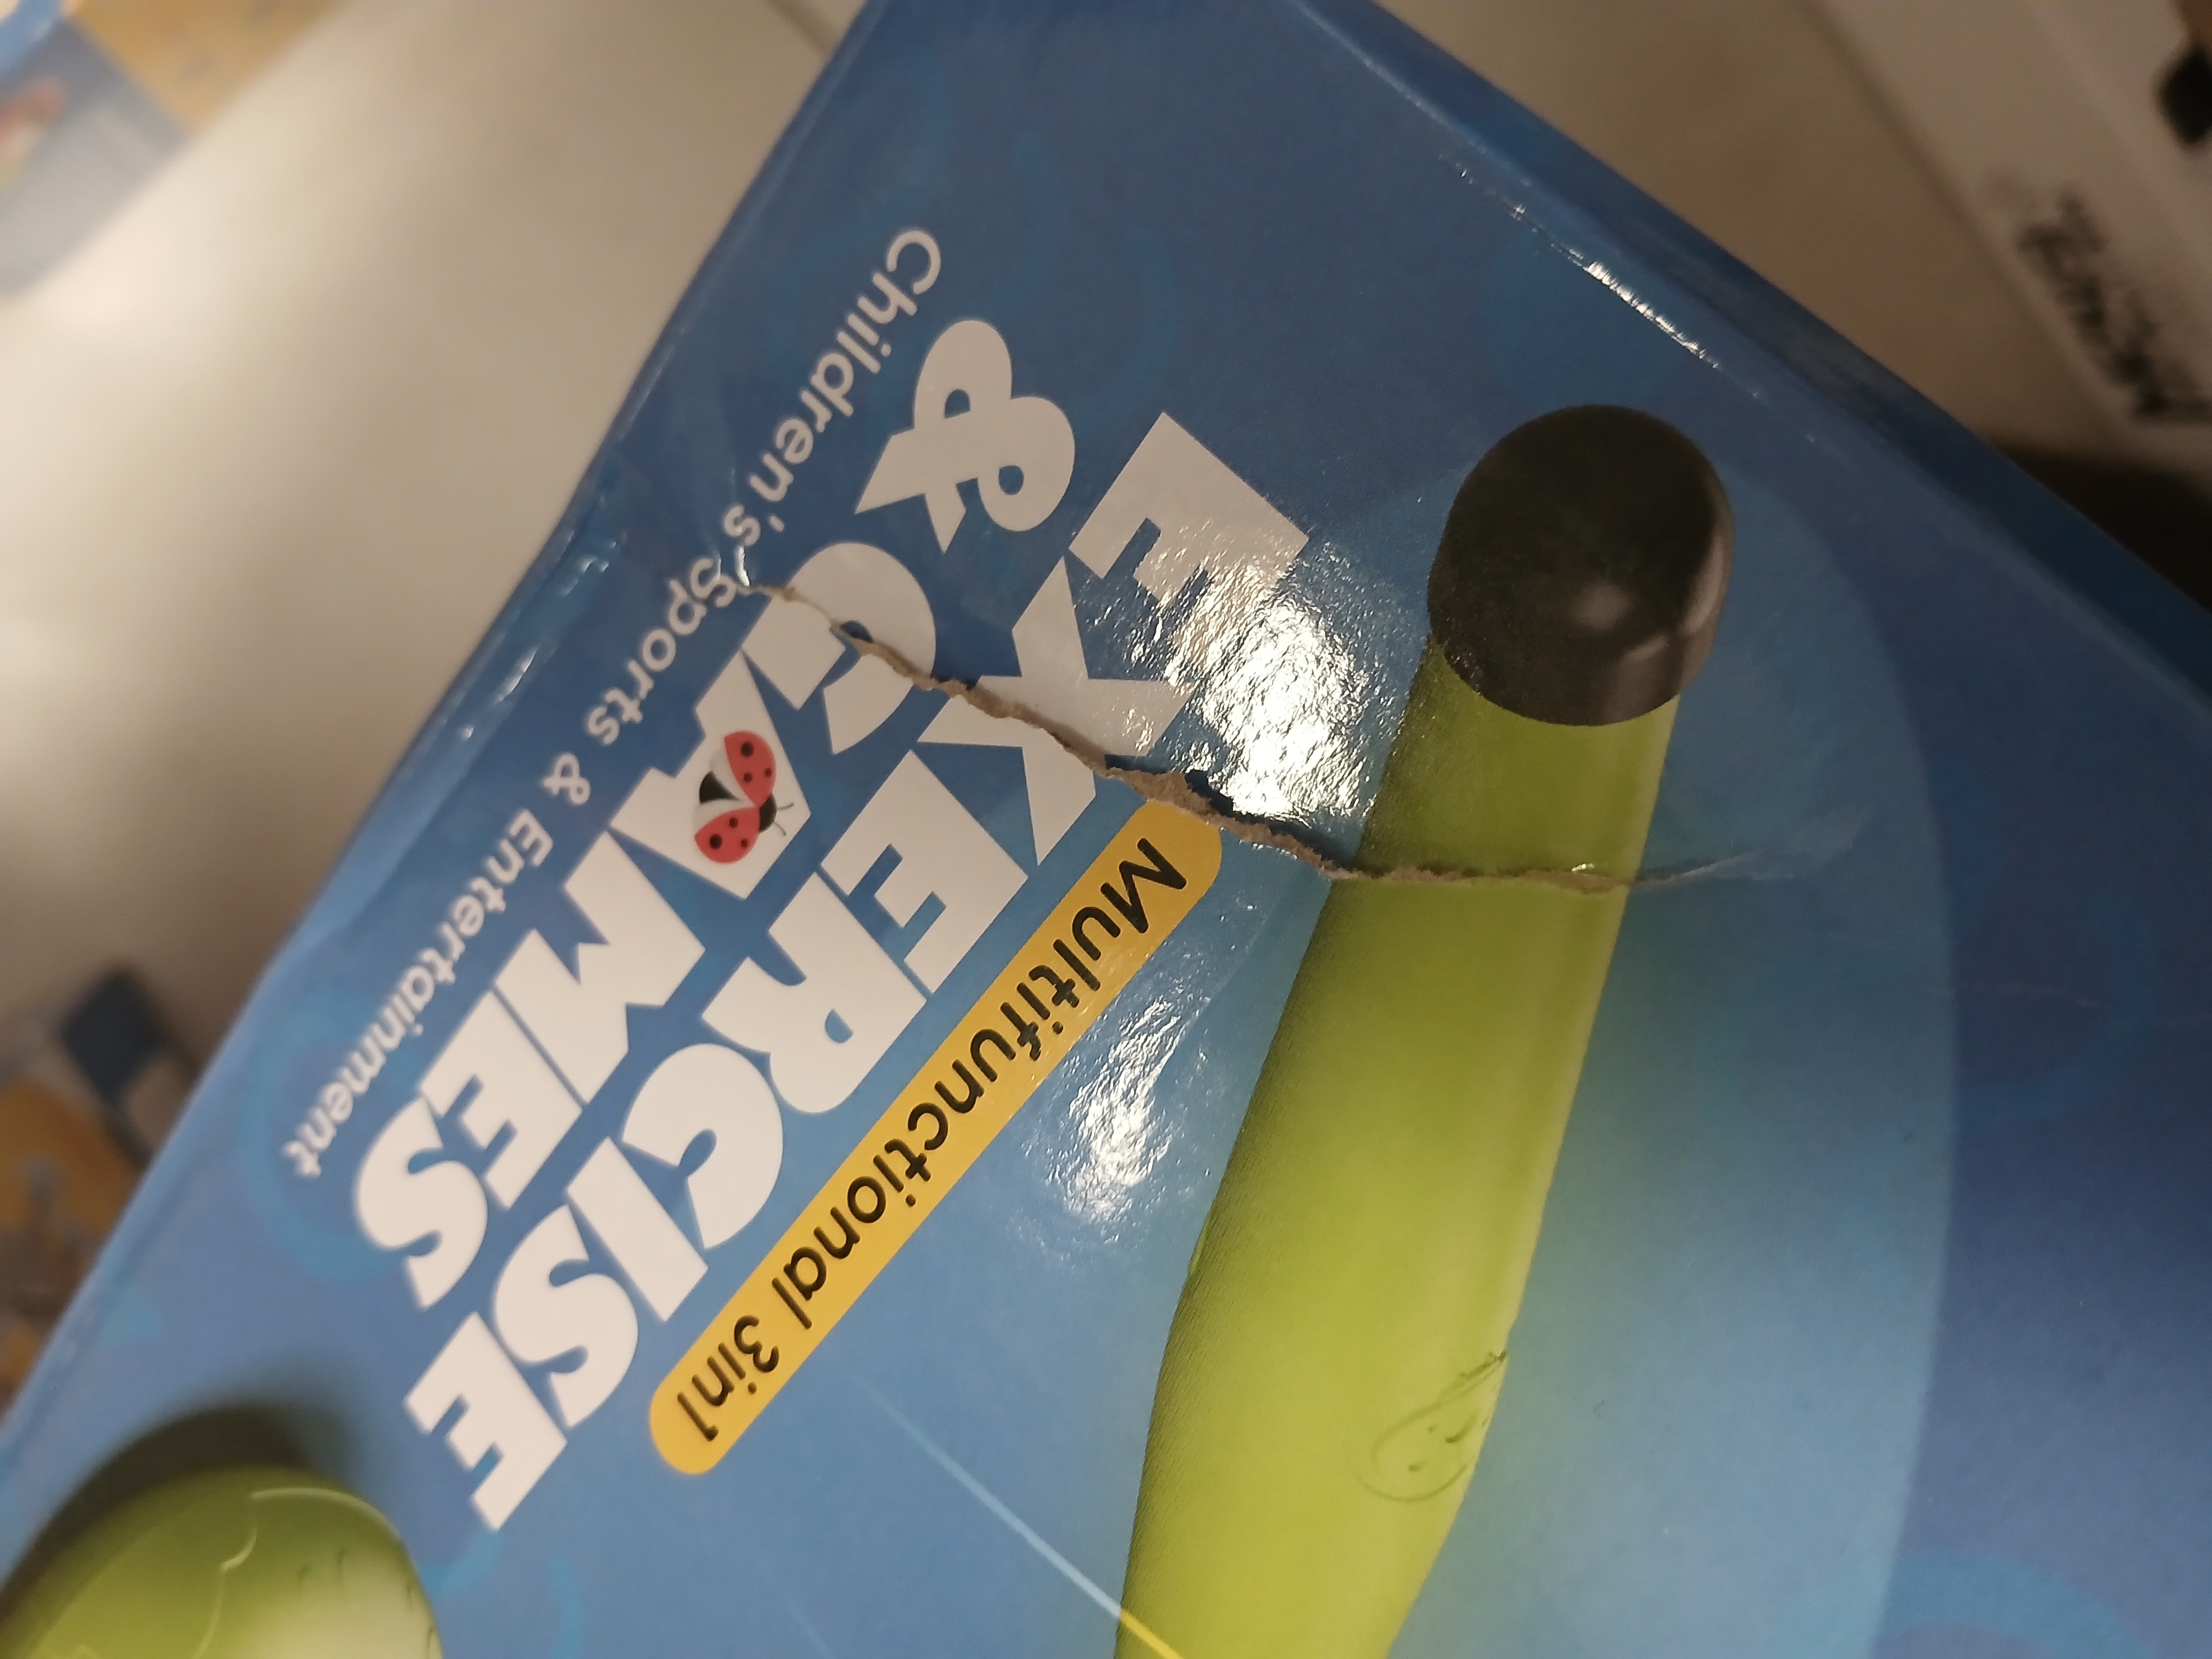 Multifunctional 3in1
EXERCISE
& GAMES
Children's Sports & Entertainment